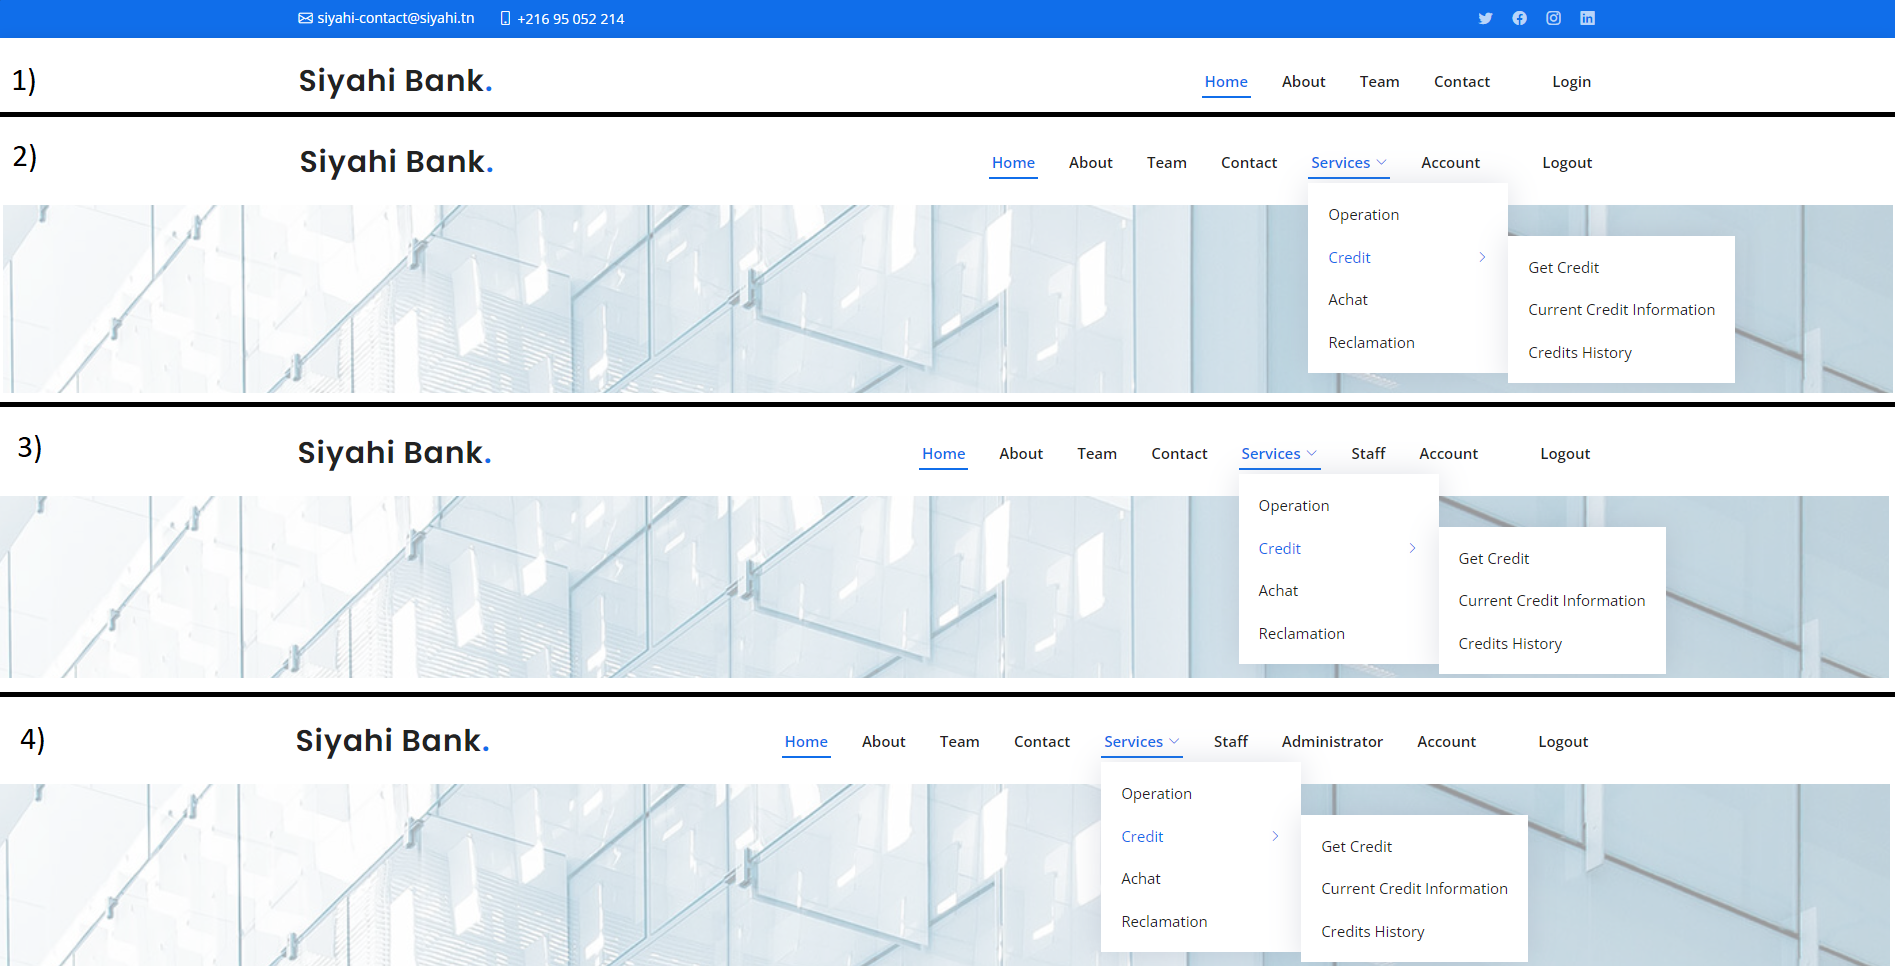 siyahi-contact@siyahi.tn +216 95 052 214
1) Siyahi Bank. Home About Team Contact Login
2) Siyahi Bank. Home About Team Contact Services Account Logout
Operation
Credit
Achat
Reclamation
Get Credit
Current Credit Information
Credits History
3) Siyahi Bank. Home About Team Contact Services Staff Account Logout
Operation
Credit
Achat
Reclamation
Get Credit
Current Credit Information
Credits History
4) Siyahi Bank. Home About Team Contact Services Staff Administrator Account Logout
Operation
Credit
Achat
Reclamation
Get Credit
Current Credit Information
Credits History